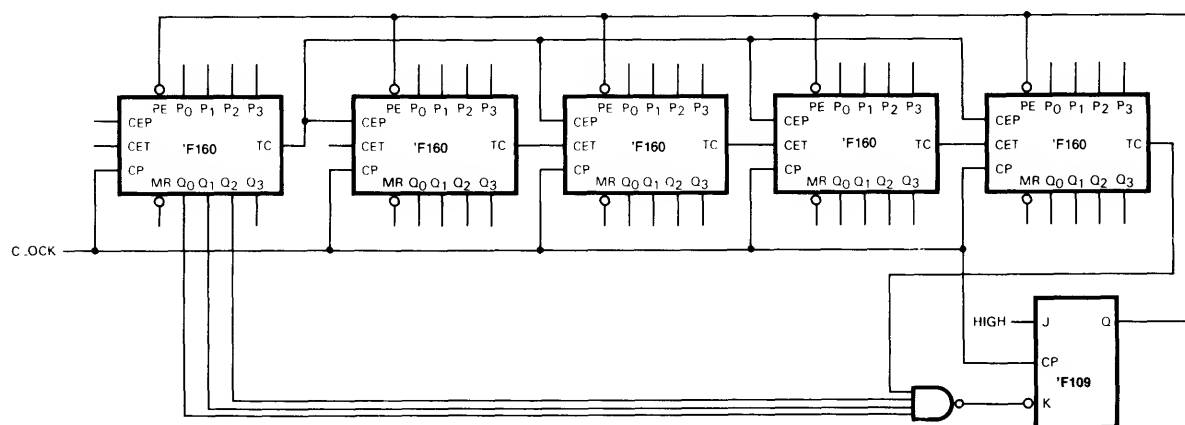 PE P0 P1 P2 P3 PE P0 P1 P2 P3 PE P0 P1 P2 P3 PE P0 P1 P2 P3 PE P0 P1 P2 P3
CEP CEP CEP CEP CEP
CET 'F160 TC CET 'F160 TC CET 'F160 TC CET 'F160 TC CET 'F160 TC
CP CP CP CP CP
MR Q0 Q1 Q2 Q3 MR Q0 Q1 Q2 Q3 MR Q0 Q1 Q2 Q3 MR Q0 Q1 Q2 Q3 MR Q0 Q1 Q2 Q3
C_OCK
HIGH J Q
CP
'F109
K